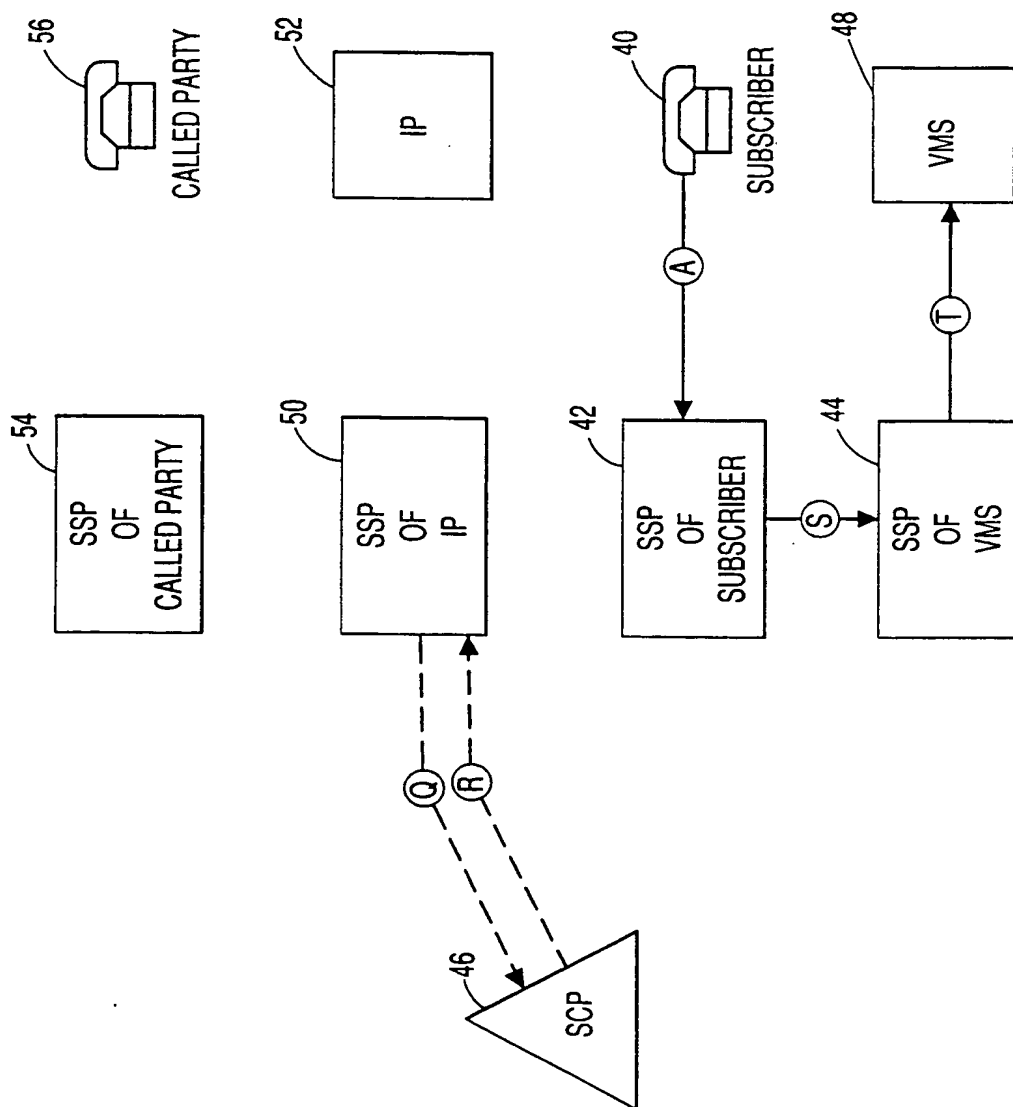 46
SCP
Q
R
44
SSP
OF
VMS
S
42
SSP
OF
SUBSCRIBER
50
SSP
OF
IP
54
SSP
OF
CALLED PARTY
T
A
48
VMS
40
SUBSCRIBER
52
IP
56
CALLED PARTY